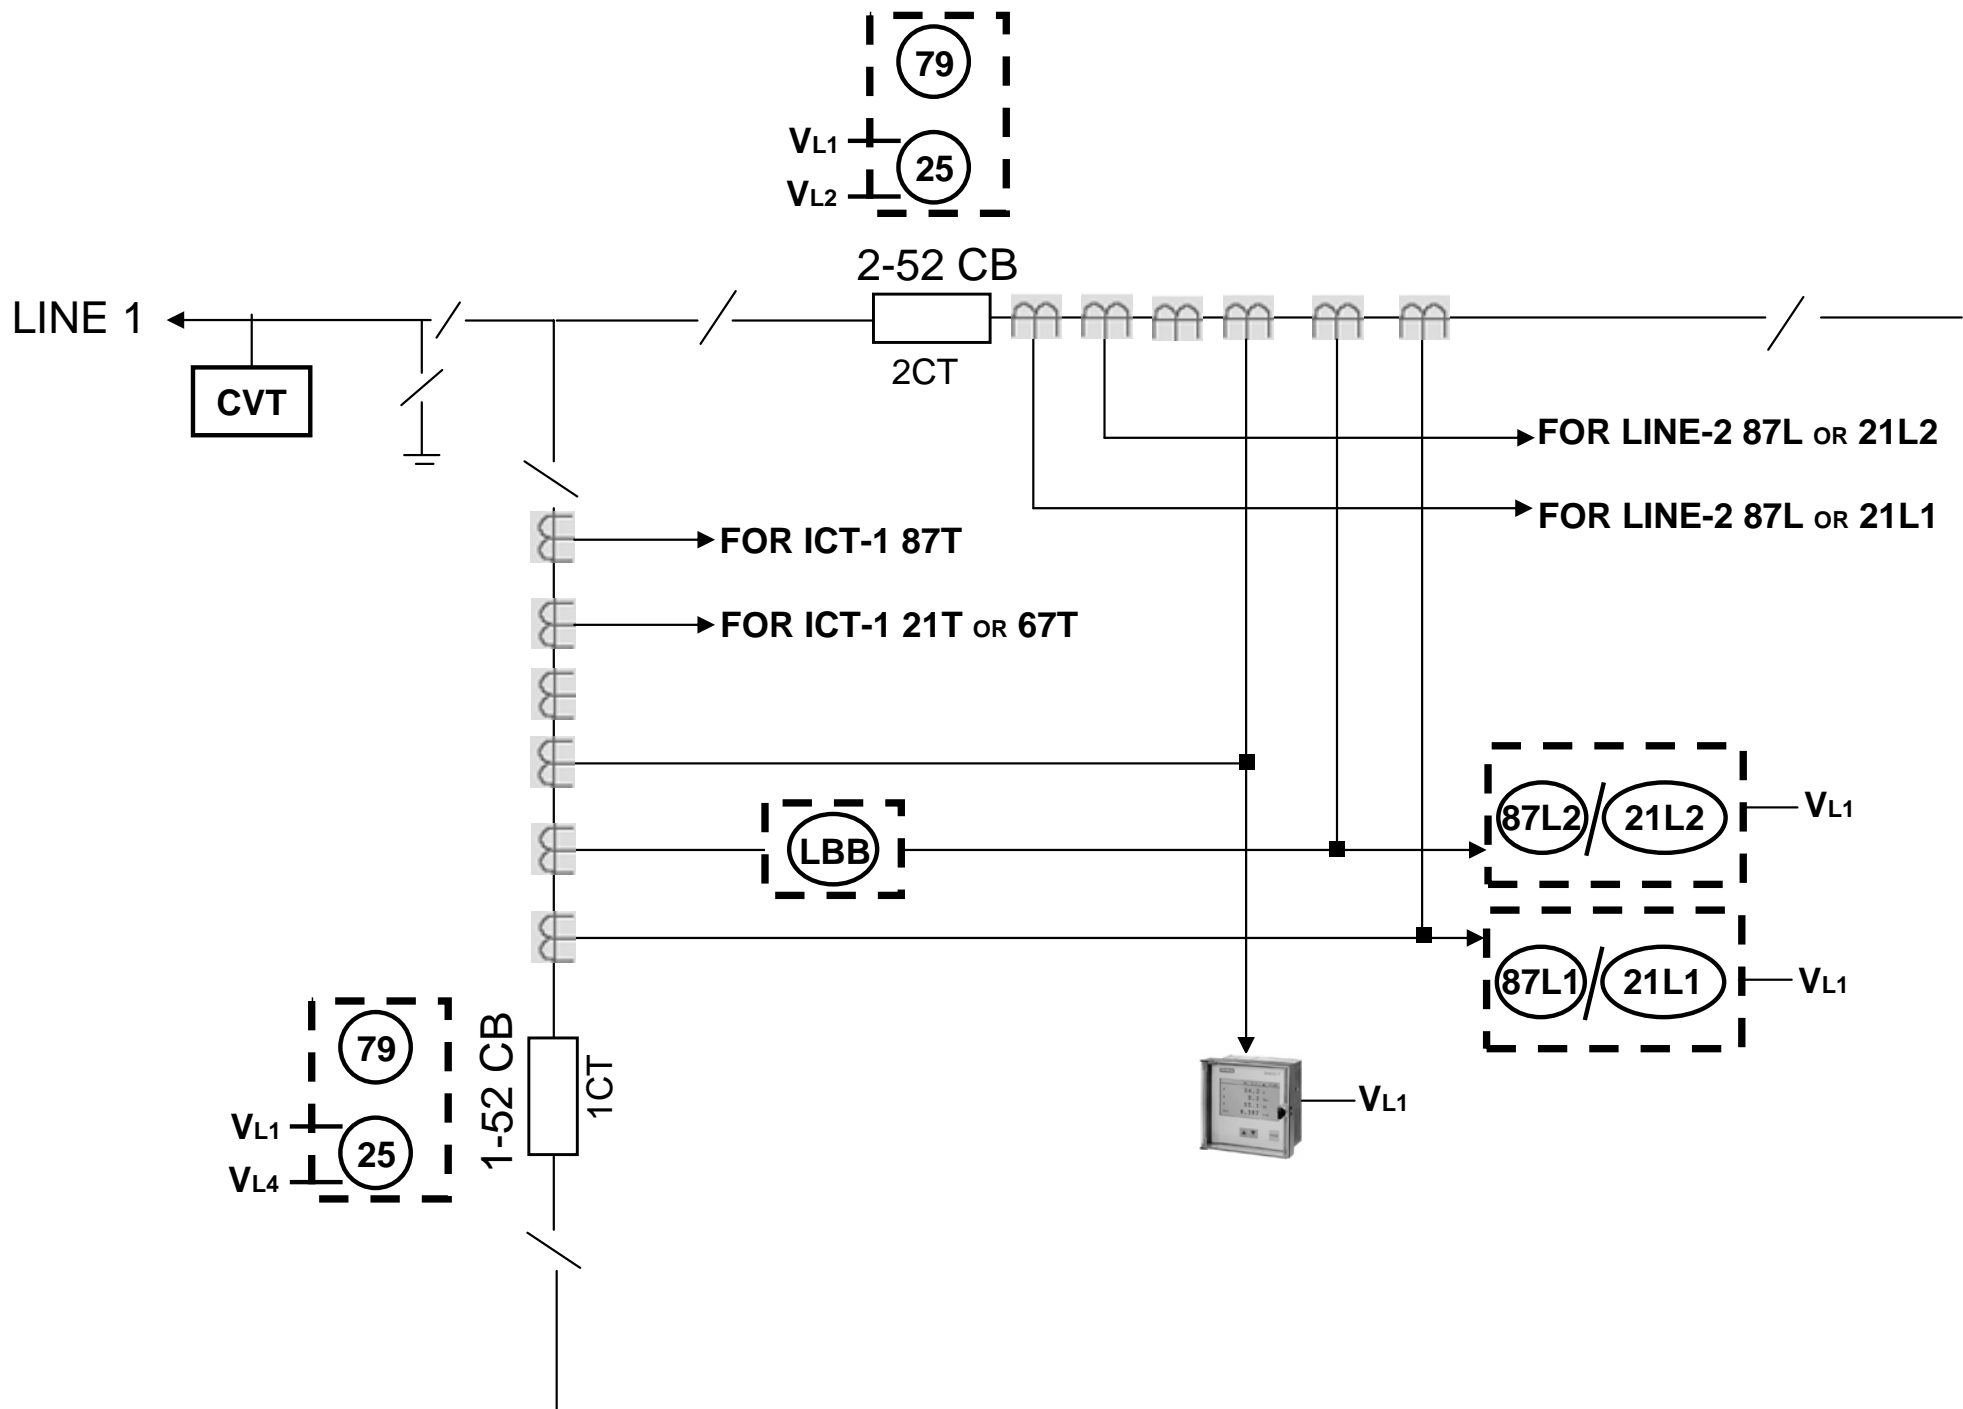 79
VL1
25
VL2
2-52 CB
LINE 1
2CT
CVT
FOR LINE-2 87L OR 21L2
FOR LINE-2 87L OR 21L1
FOR ICT-1 87T
FOR ICT-1 21T OR 67T
87L2/21L2
VL1
LBB
87L1/21L1
VL1
79
1-52 CB
1CT
VL1
25
VL4
VL1